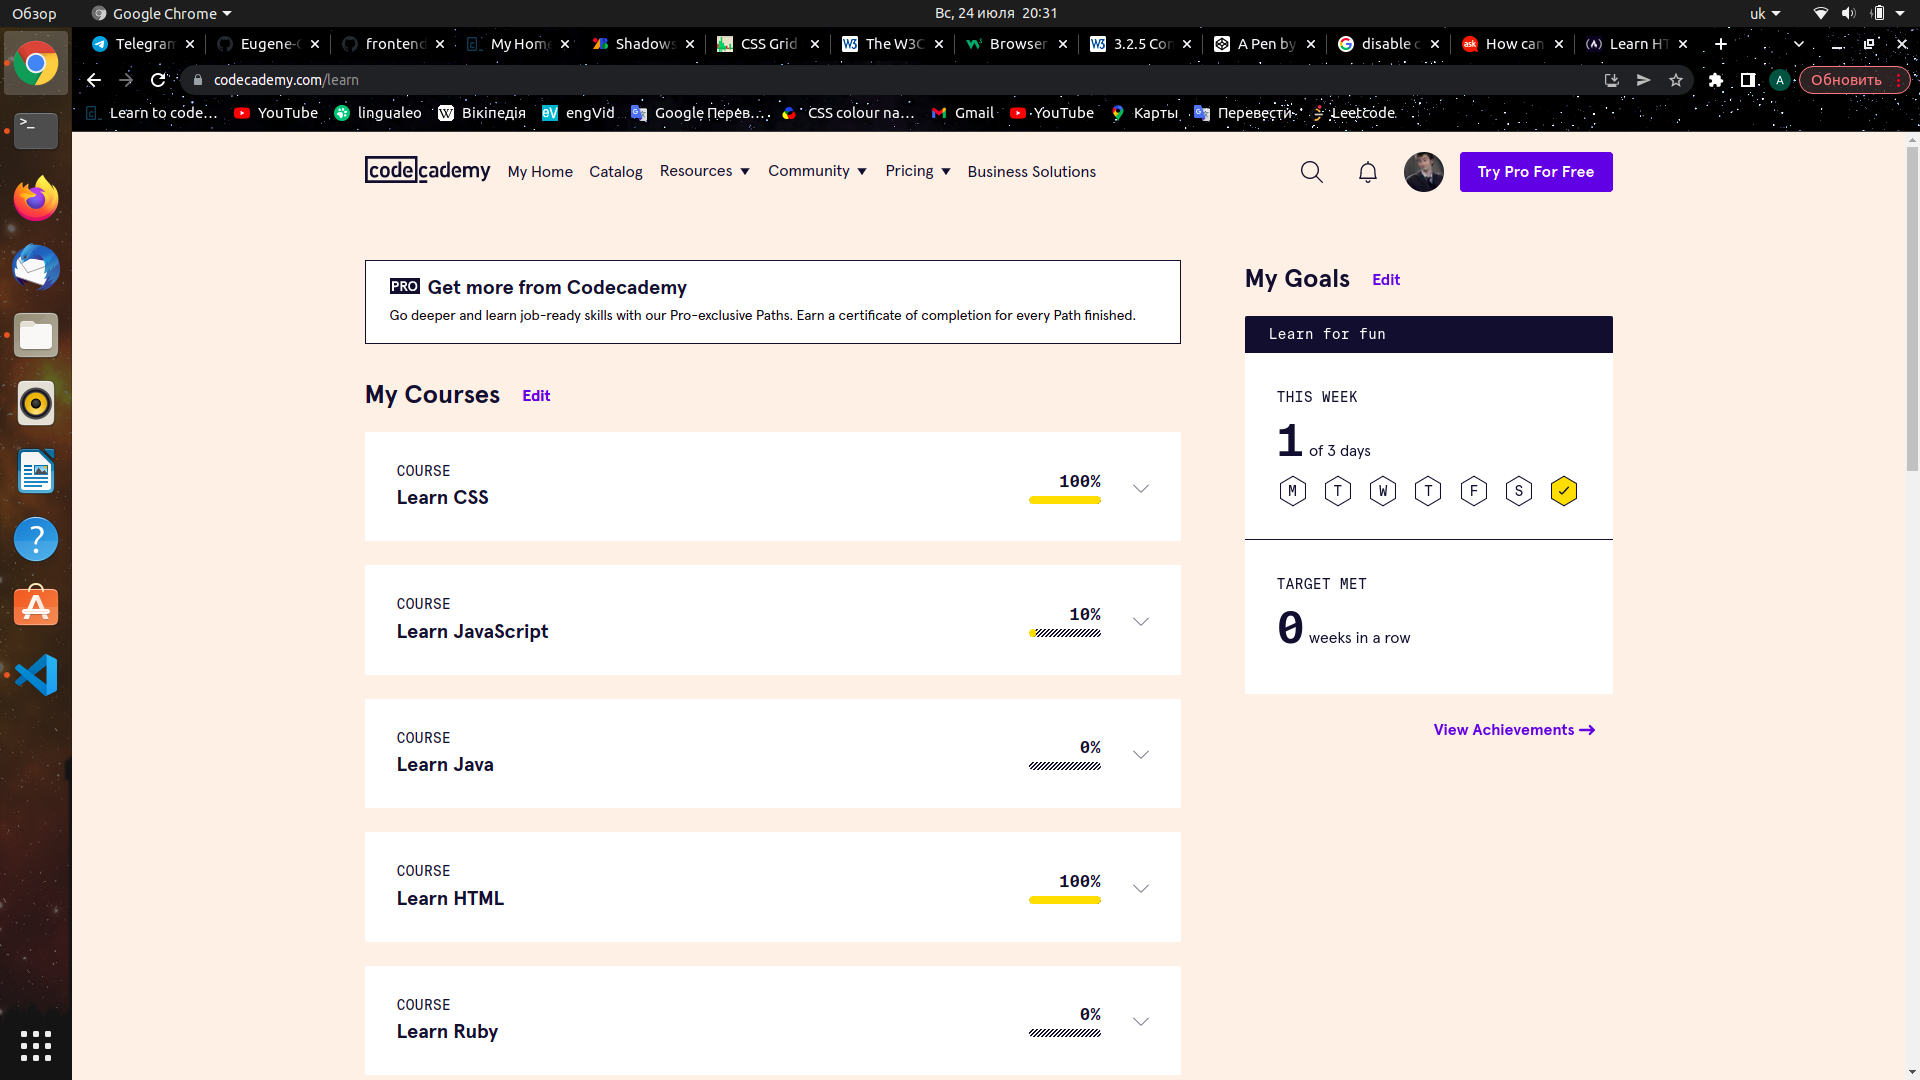 Обзор
Google Chrome
Вс, 24 июля 20:31
uk
Telegram
Eugene-
frontend
My Home
Shadows
CSS Grid
The W3C
Browser
3.2.5 Con
A Pen by
disable c
How can
Learn HT
codecademy.com/learn
A
Обновить
Learn to code...
YouTube
lingualeo
Вікіпедія
engVid
Google Перев...
CSS colour na...
Gmail
YouTube
Карты
Перевести
Leetcode
codecademy
My Home
Catalog
Resources
Community
Pricing
Business Solutions
Try Pro For Free
PRO Get more from Codecademy
Go deeper and learn job-ready skills with our Pro-exclusive Paths. Earn a certificate of completion for every Path finished.
My Courses
Edit
COURSE
Learn CSS
100%
COURSE
Learn JavaScript
10%
COURSE
Learn Java
0%
COURSE
Learn HTML
100%
COURSE
Learn Ruby
0%
My Goals
Edit
Learn for fun
THIS WEEK
1 of 3 days
M T W T F S
TARGET MET
0 weeks in a row
View Achievements